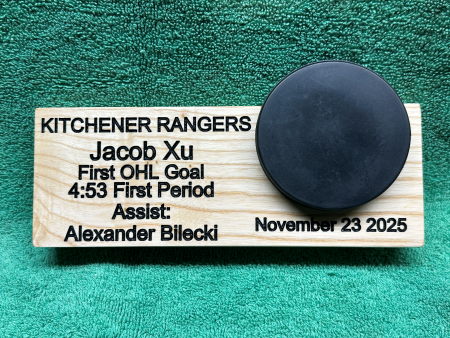 KITCHENER RANGERS
Jacob Xu
First OHL Goal
4:53 First Period
Assist:
Alexander Bilecki
November 23 2025